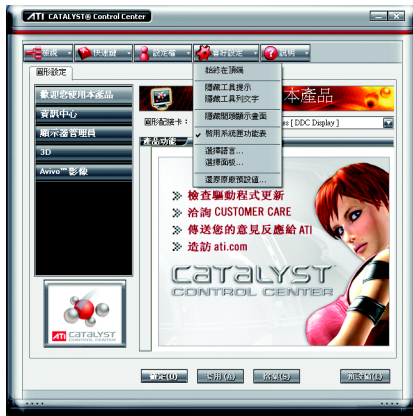 ATI CATALYST® Control Center
檢視
快速鍵
設定檔
喜好設定
說明
圖形設定
始終在頂端
隱藏工具提示
隱藏工具列文字
隱藏開頭顯示畫面
啓用系統匣功能表
選擇語言...
選擇面板...
還原原廠預設值...
歡迎您使用本產品
資訊中心
顯示器管理員
3D
Avivo™ 影像
本產品
圖形配接卡：
[ DDC Display ]
產品功能
檢查驅動程式更新
洽詢 CUSTOMER CARE
傳送您的意見反應給 ATI
造訪 ati.com
CATALYST
CONTROL CENTER
ATI CATALYST
CONTROL CENTER
確定(O)
套用(A)
預設值(D)